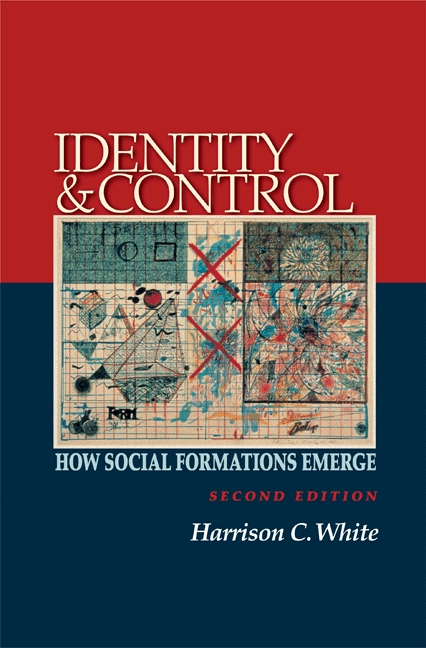 IDENTITY
& CONTROL
HOW SOCIAL FORMATIONS EMERGE
SECOND EDITION
Harrison C. White